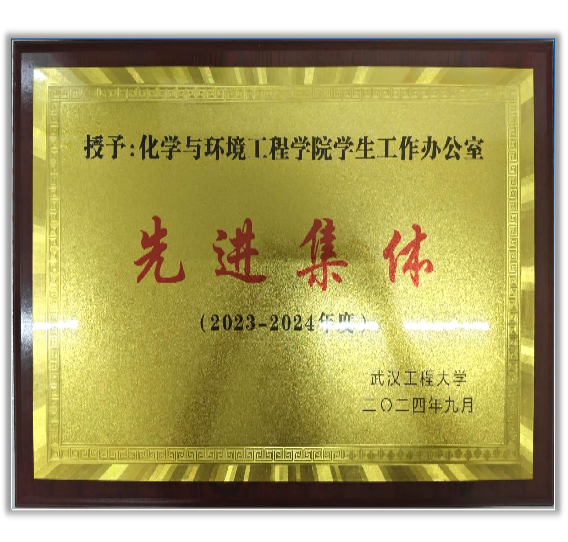 授予:化学与环境工程学院学生工作办公室
先进集体
(2023-2024年度)
武汉工程大学
二〇二四年九月